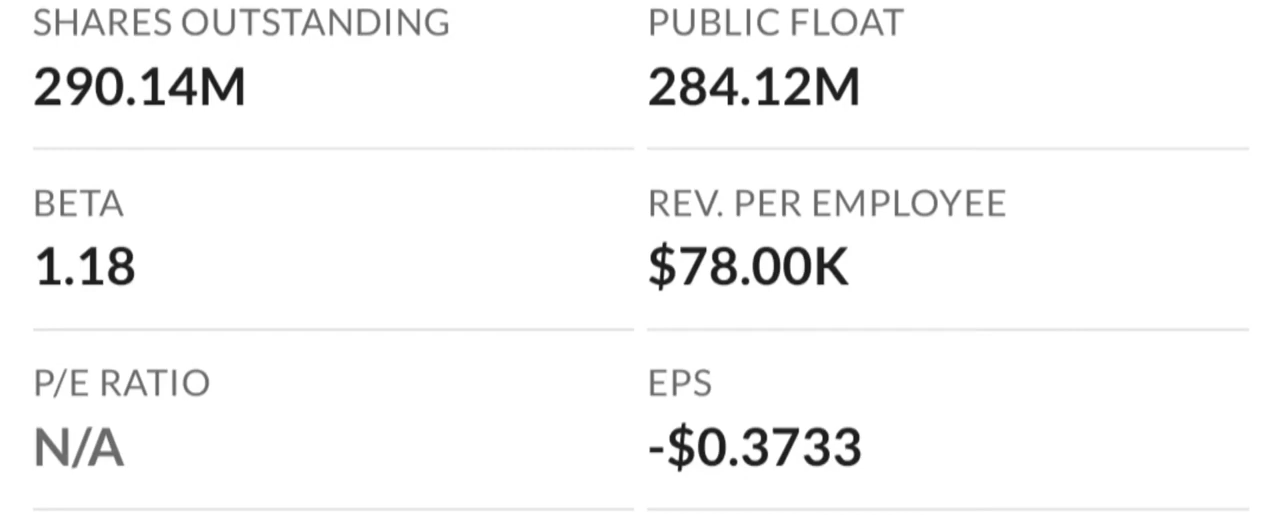 SHARES OUTSTANDING
290.14M
PUBLIC FLOAT
284.12M
BETA
1.18
REV. PER EMPLOYEE
$78.00K
P/E RATIO
N/A
EPS
-$0.3733